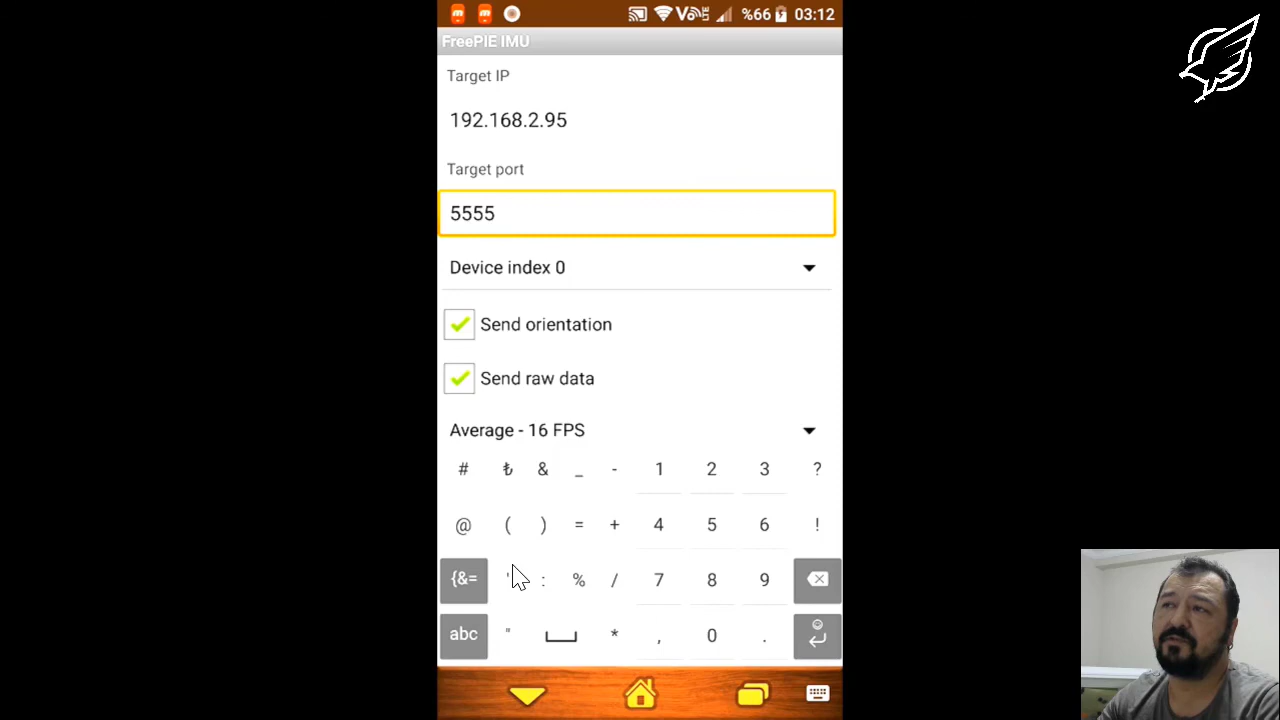 %66 03:12
FreePIE IMU
Target IP
192.168.2.95
Target port
5555
Device index 0
Send orientation
Send raw data
Average - 16 FPS
# ₺ & _ - 1 2 3 ?
@ ( ) = + 4 5 6 !
{&= ' : % / 7 8 9
abc " * , 0 .